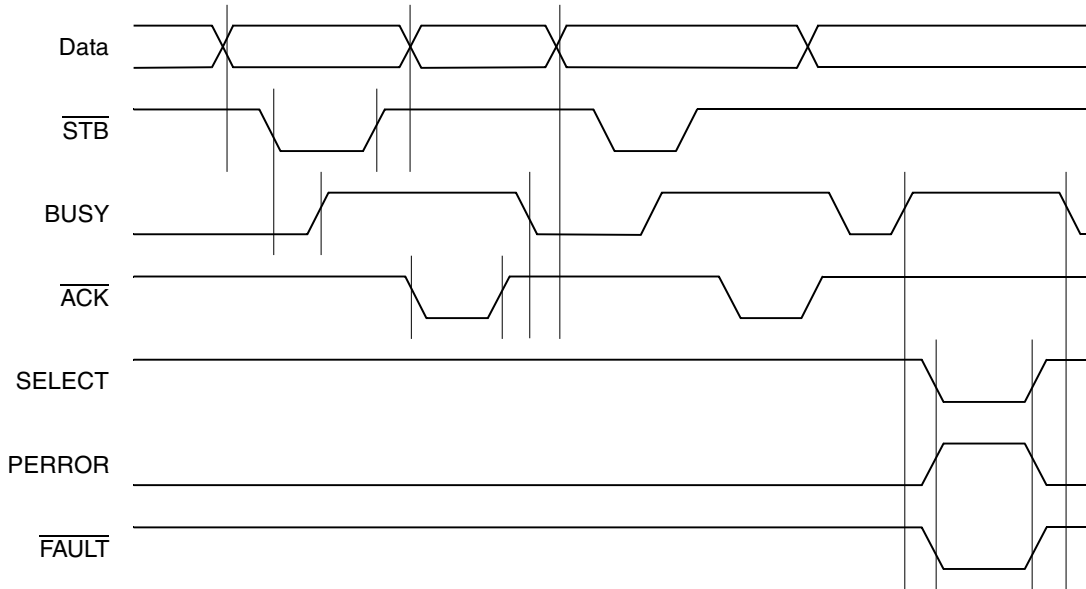 Data
STB
BUSY
ACK
SELECT
PERROR
FAULT